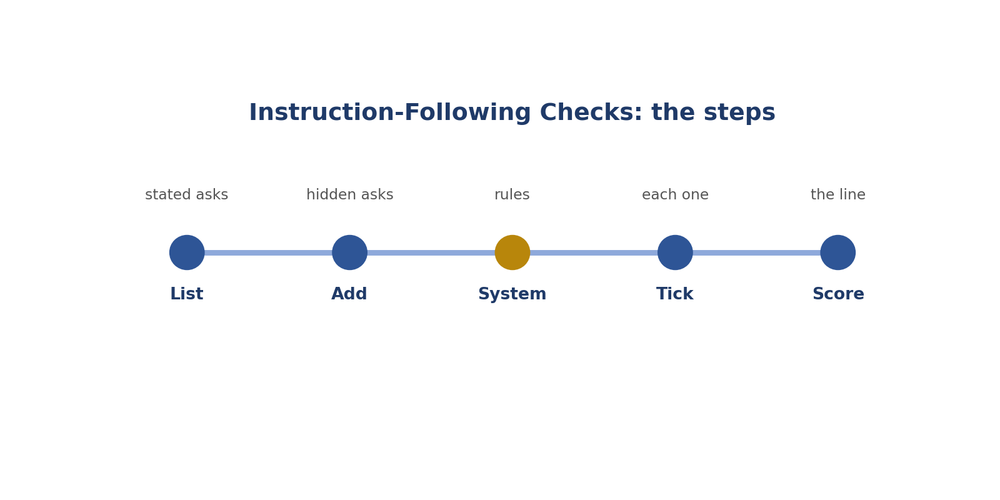 Instruction-Following Checks: the steps
stated asks hidden asks rules each one the line
List Add System Tick Score